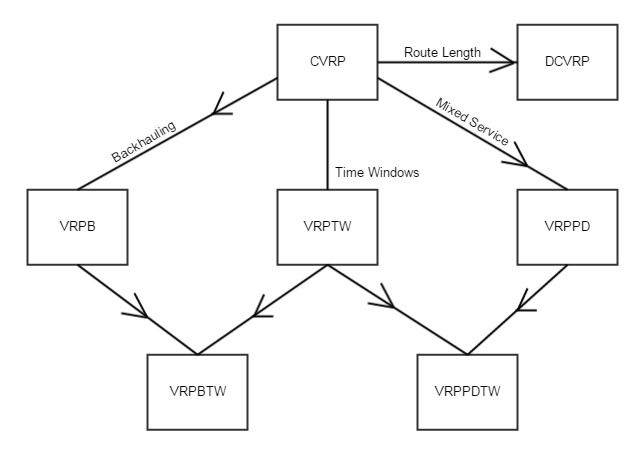 CVRP
Route Length
DCVRP
Backhauling
Mixed Service
Time Windows
VRPB
VRPTW
VRPPD
VRPBTW
VRPPDTW